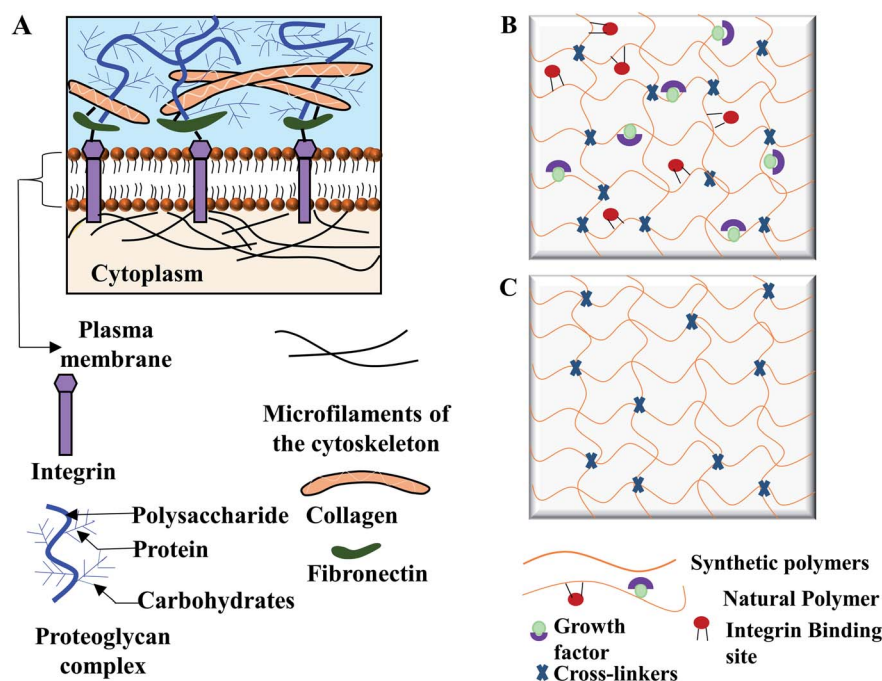 A
Cytoplasm
Plasma
membrane
Integrin
Microfilaments of
the cytoskeleton
Polysaccharide
Protein
Carbohydrates
Proteoglycan
complex
Collagen
Fibronectin
B
C
Synthetic polymers
Natural Polymer
Growth
factor
Integrin Binding
site
Cross-linkers